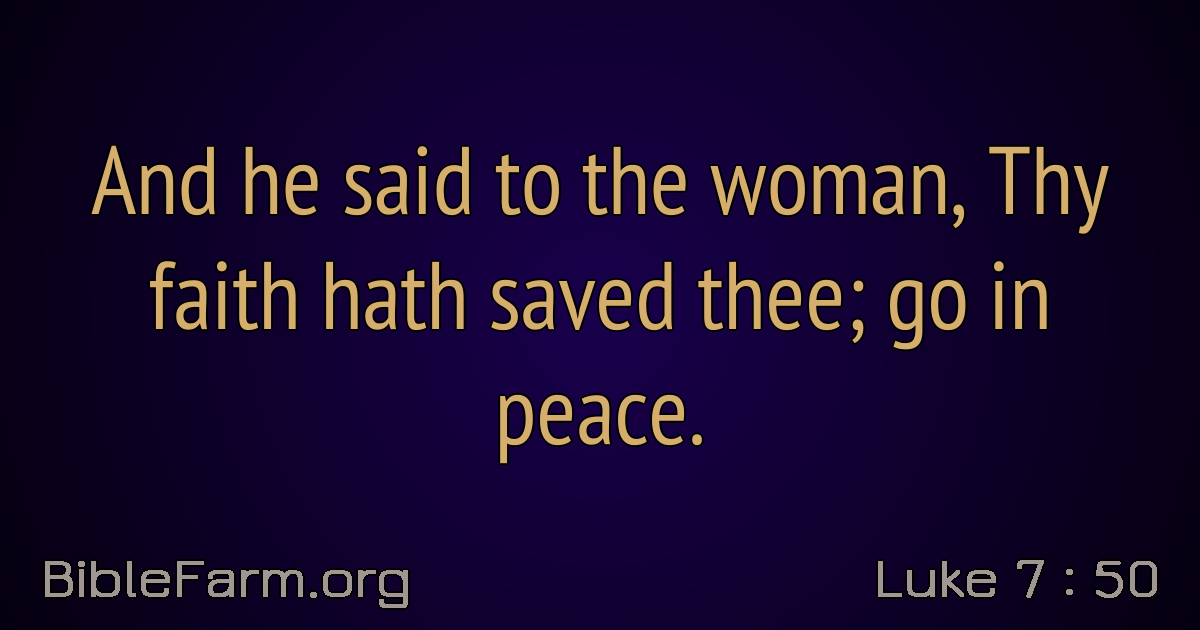 And he said to the woman, Thy
faith hath saved thee; go in
peace.
BibleFarm.org
Luke 7 : 50